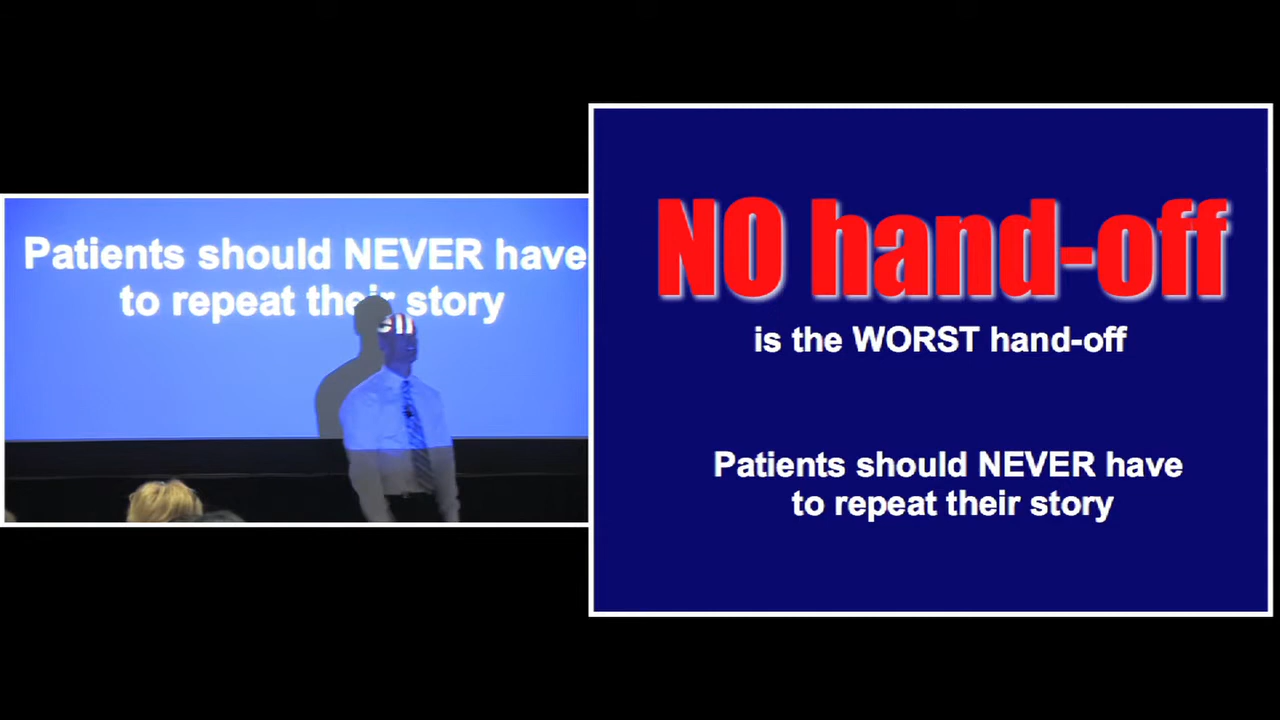 Patients should NEVER have
to repeat their story
NO hand-off
is the WORST hand-off
Patients should NEVER have
to repeat their story